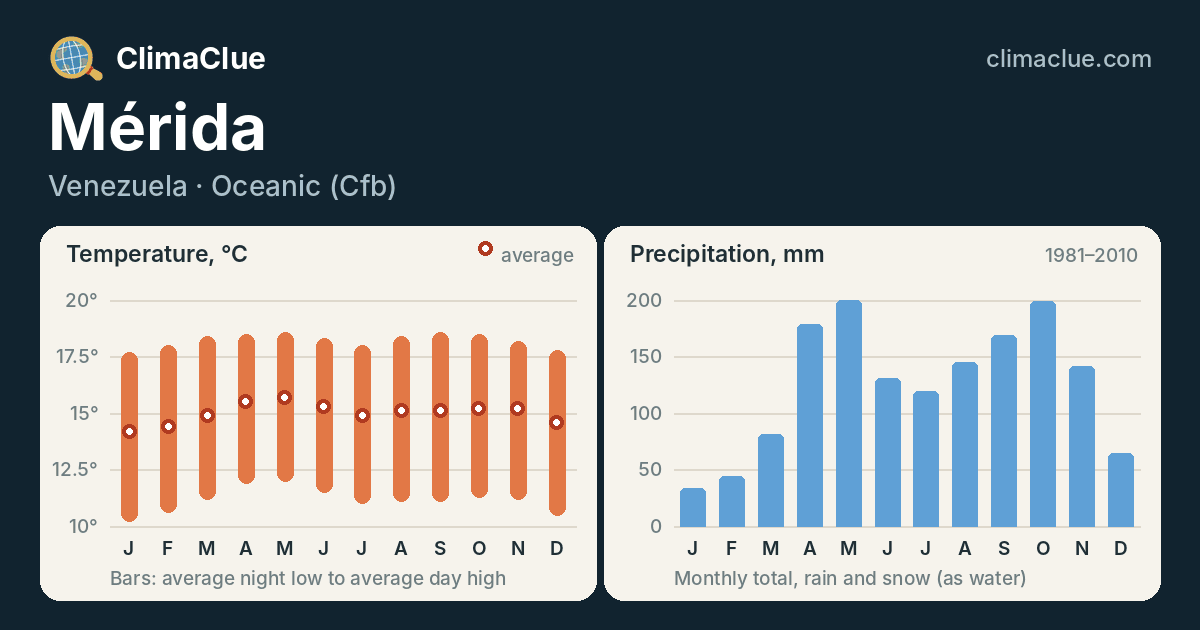 ClimaClue
climaclue.com
Mérida
Venezuela · Oceanic (Cfb)
Temperature, °C
average
20°
17.5°
15°
12.5°
10°
J F M A M J J A S O N D
Bars: average night low to average day high
Precipitation, mm
1981–2010
200
150
100
50
0
J F M A M J J A S O N D
Monthly total, rain and snow (as water)